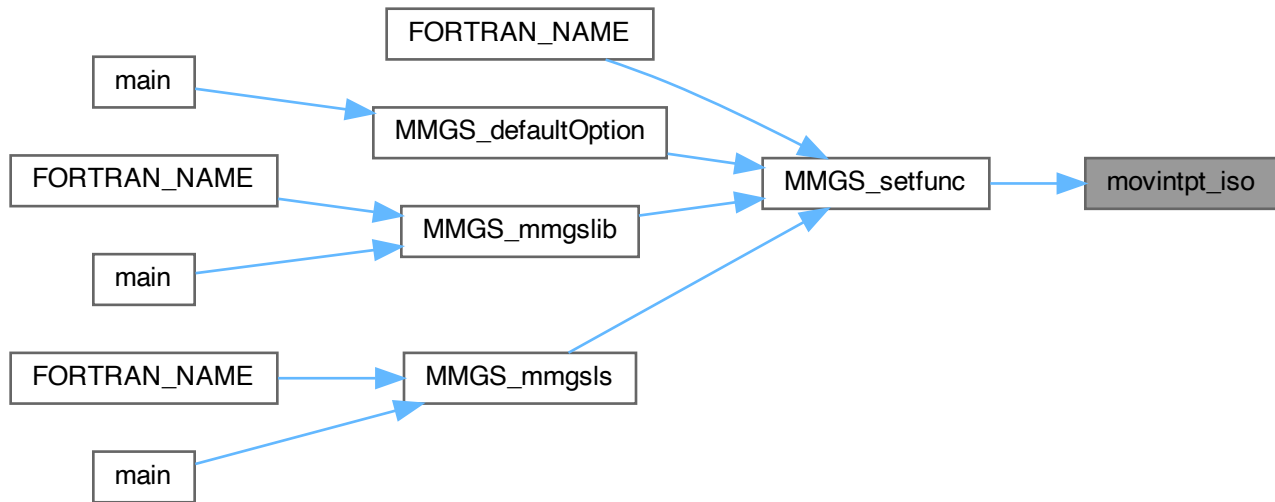 FORTRAN_NAME
main
MMGS_defaultOption
FORTRAN_NAME
MMGS_setfunc
movintpt_iso
MMGS_mmgslib
main
FORTRAN_NAME
MMGS_mmgsls
main